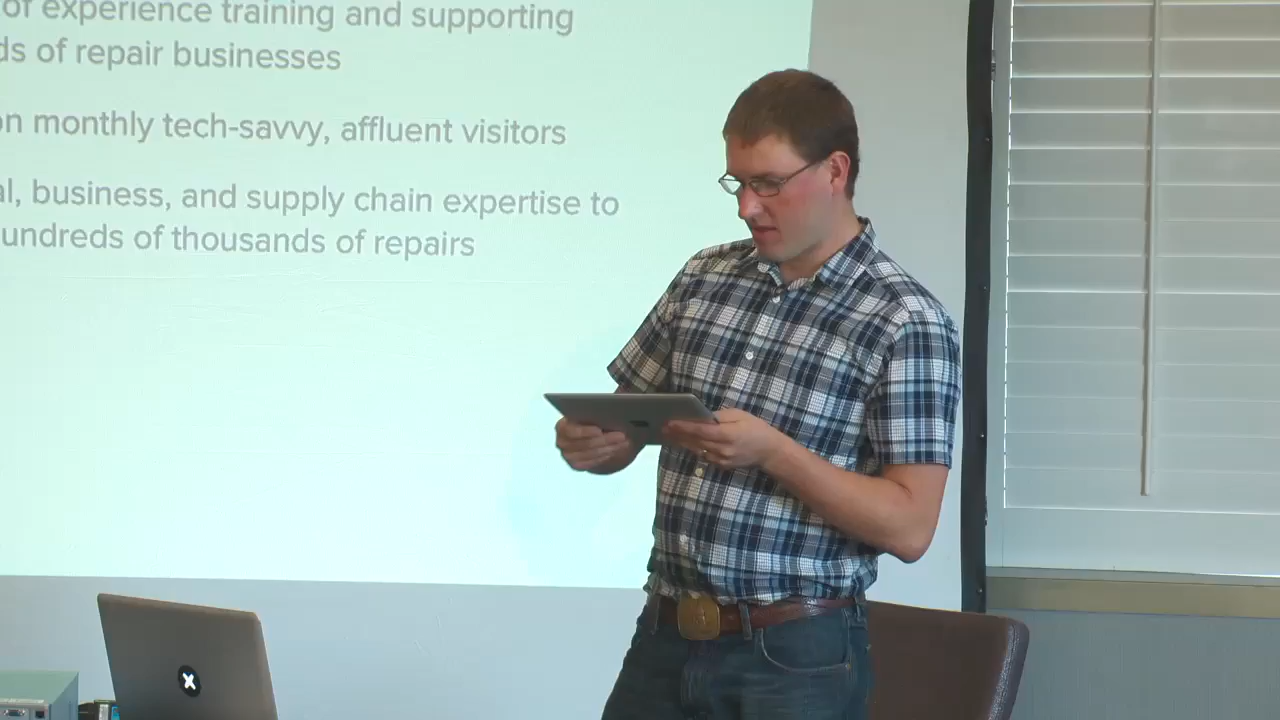 of experience training and supporting
ds of repair businesses
on monthly tech-savvy, affluent visitors
al, business, and supply chain expertise to
undreds of thousands of repairs